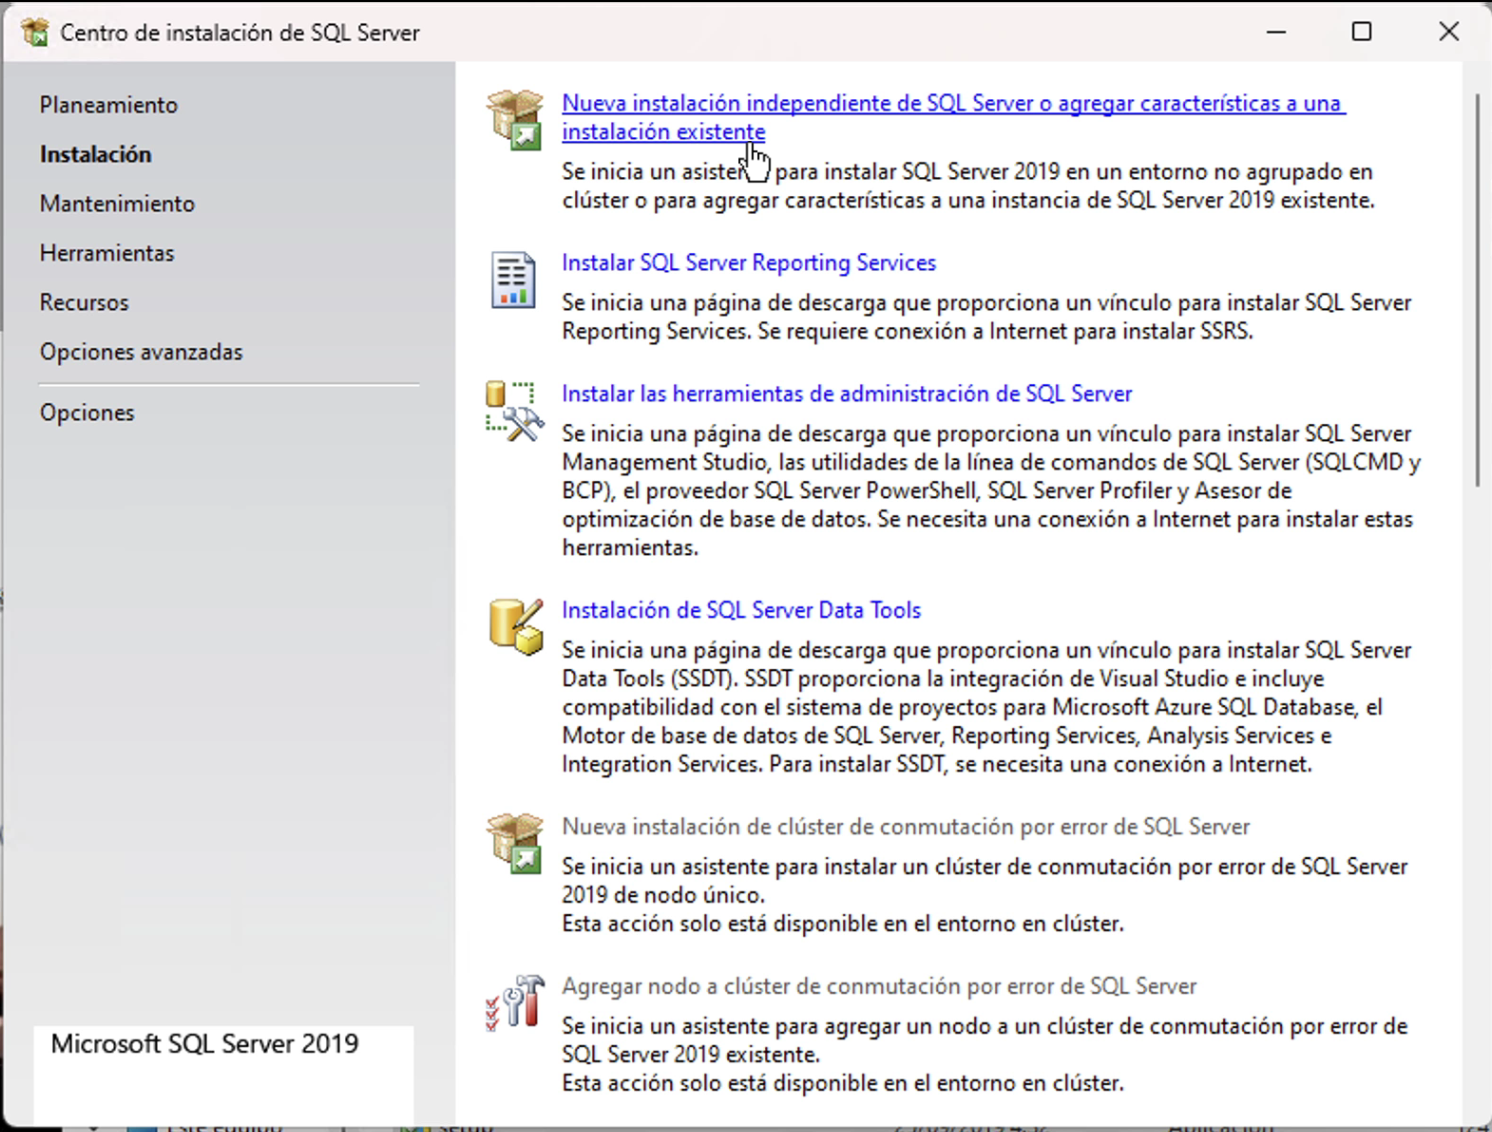 Centro de instalación de SQL Server
Planeamiento
Instalación
Mantenimiento
Herramientas
Recursos
Opciones avanzadas
Opciones
Microsoft SQL Server 2019
Nueva instalación independiente de SQL Server o agregar características a una
instalación existente
Se inicia un para instalar SQL Server 2019 en un entorno no agrupado en
clúster o para agregar características a una instancia de SQL Server 2019 existente.
Instalar SQL Server Reporting Services
Se inicia una página de descarga que proporciona un vínculo para instalar SQL Server
Reporting Services. Se requiere conexión a Internet para instalar SSRS.
Instalar las herramientas de administración de SQL Server
Se inicia una página de descarga que proporciona un vínculo para instalar SQL Server
Management Studio, las utilidades de la línea de comandos de SQL Server (SQLCMD y
BCP), el proveedor SQL Server PowerShell, SQL Server Profiler y Asesor de
optimización de base de datos. Se necesita una conexión a Internet para instalar estas
herramientas.
Instalación de SQL Server Data Tools
Se inicia una página de descarga que proporciona un vínculo para instalar SQL Server
Data Tools (SSDT). SSDT proporciona la integración de Visual Studio e incluye
compatibilidad con el sistema de proyectos para Microsoft Azure SQL Database, el
Motor de base de datos de SQL Server, Reporting Services, Analysis Services e
Integration Services. Para instalar SSDT, se necesita una conexión a Internet.
Nueva instalación de clúster de conmutación por error de SQL Server
Se inicia un asistente para instalar un clúster de conmutación por error de SQL Server
2019 de nodo único.
Esta acción solo está disponible en el entorno en clúster.
Agregar nodo a clúster de conmutación por error de SQL Server
Se inicia un asistente para agregar un nodo a un clúster de conmutación por error de
SQL Server 2019 existente.
Esta acción solo está disponible en el entorno en clúster.